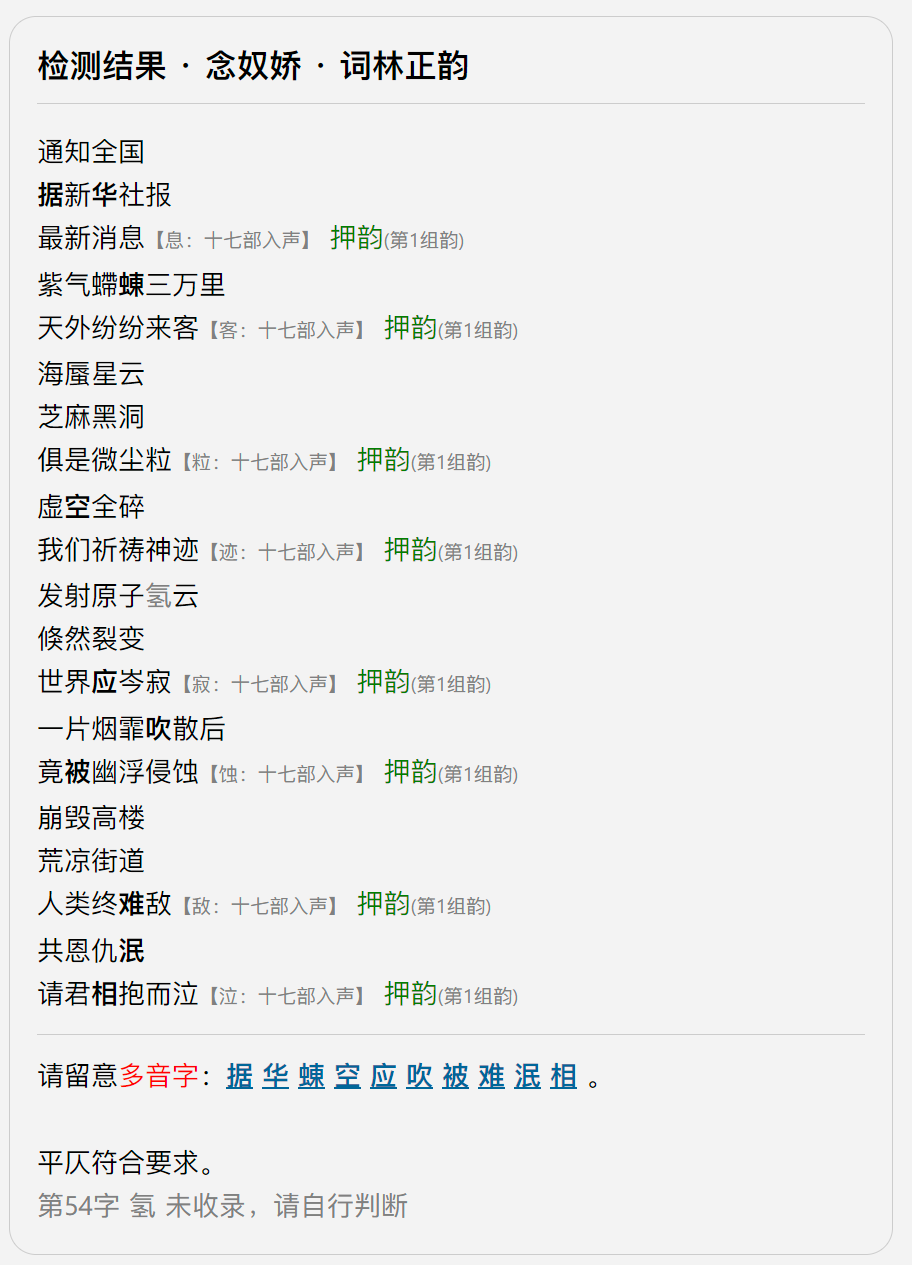 检测结果 · 念奴娇 · 词林正韵
通知全国
据新华社报
最新消息【息：十七部入声】 押韵(第1组韵)
紫气螮蝀三万里
天外纷纷来客【客：十七部入声】 押韵(第1组韵)
海蜃星云
芝麻黑洞
俱是微尘粒【粒：十七部入声】 押韵(第1组韵)
虚空全碎
我们祈祷神迹【迹：十七部入声】 押韵(第1组韵)
发射原子氢云
倏然裂变
世界应岑寂【寂：十七部入声】 押韵(第1组韵)
一片烟霏吹散后
竟被幽浮侵蚀【蚀：十七部入声】 押韵(第1组韵)
崩毁高楼
荒凉街道
人类终难敌【敌：十七部入声】 押韵(第1组韵)
共恩仇泯
请君相抱而泣【泣：十七部入声】 押韵(第1组韵)
请留意多音字：据 华 蝀 空 应 吹 被 难 泯 相 。
平仄符合要求。
第54字 氢 未收录，请自行判断